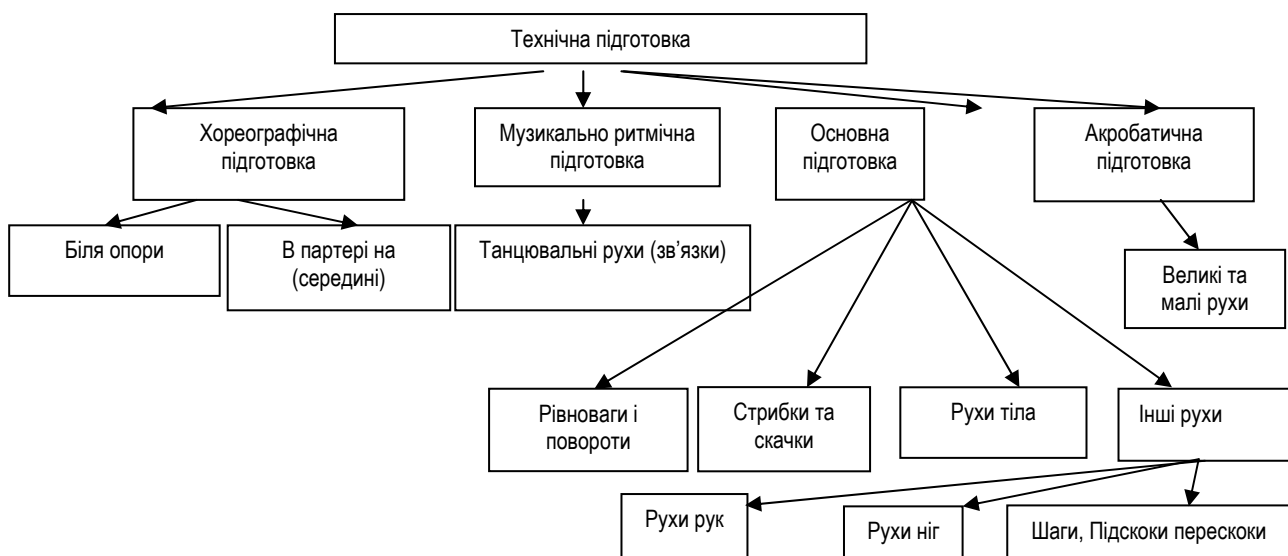 Технічна підготовка
Хореографічна
підготовка
Музикально ритмічна
підготовка
Основна
підготовка
Акробатична
підготовка
Біля опори
В партері на
(середині)
Танцювальні рухи (зв’язки)
Великі та
малі рухи
Рівноваги і
повороти
Стрибки та
скачки
Рухи тіла
Інші рухи
Рухи рук
Рухи ніг
Шаги, Підскоки перескоки